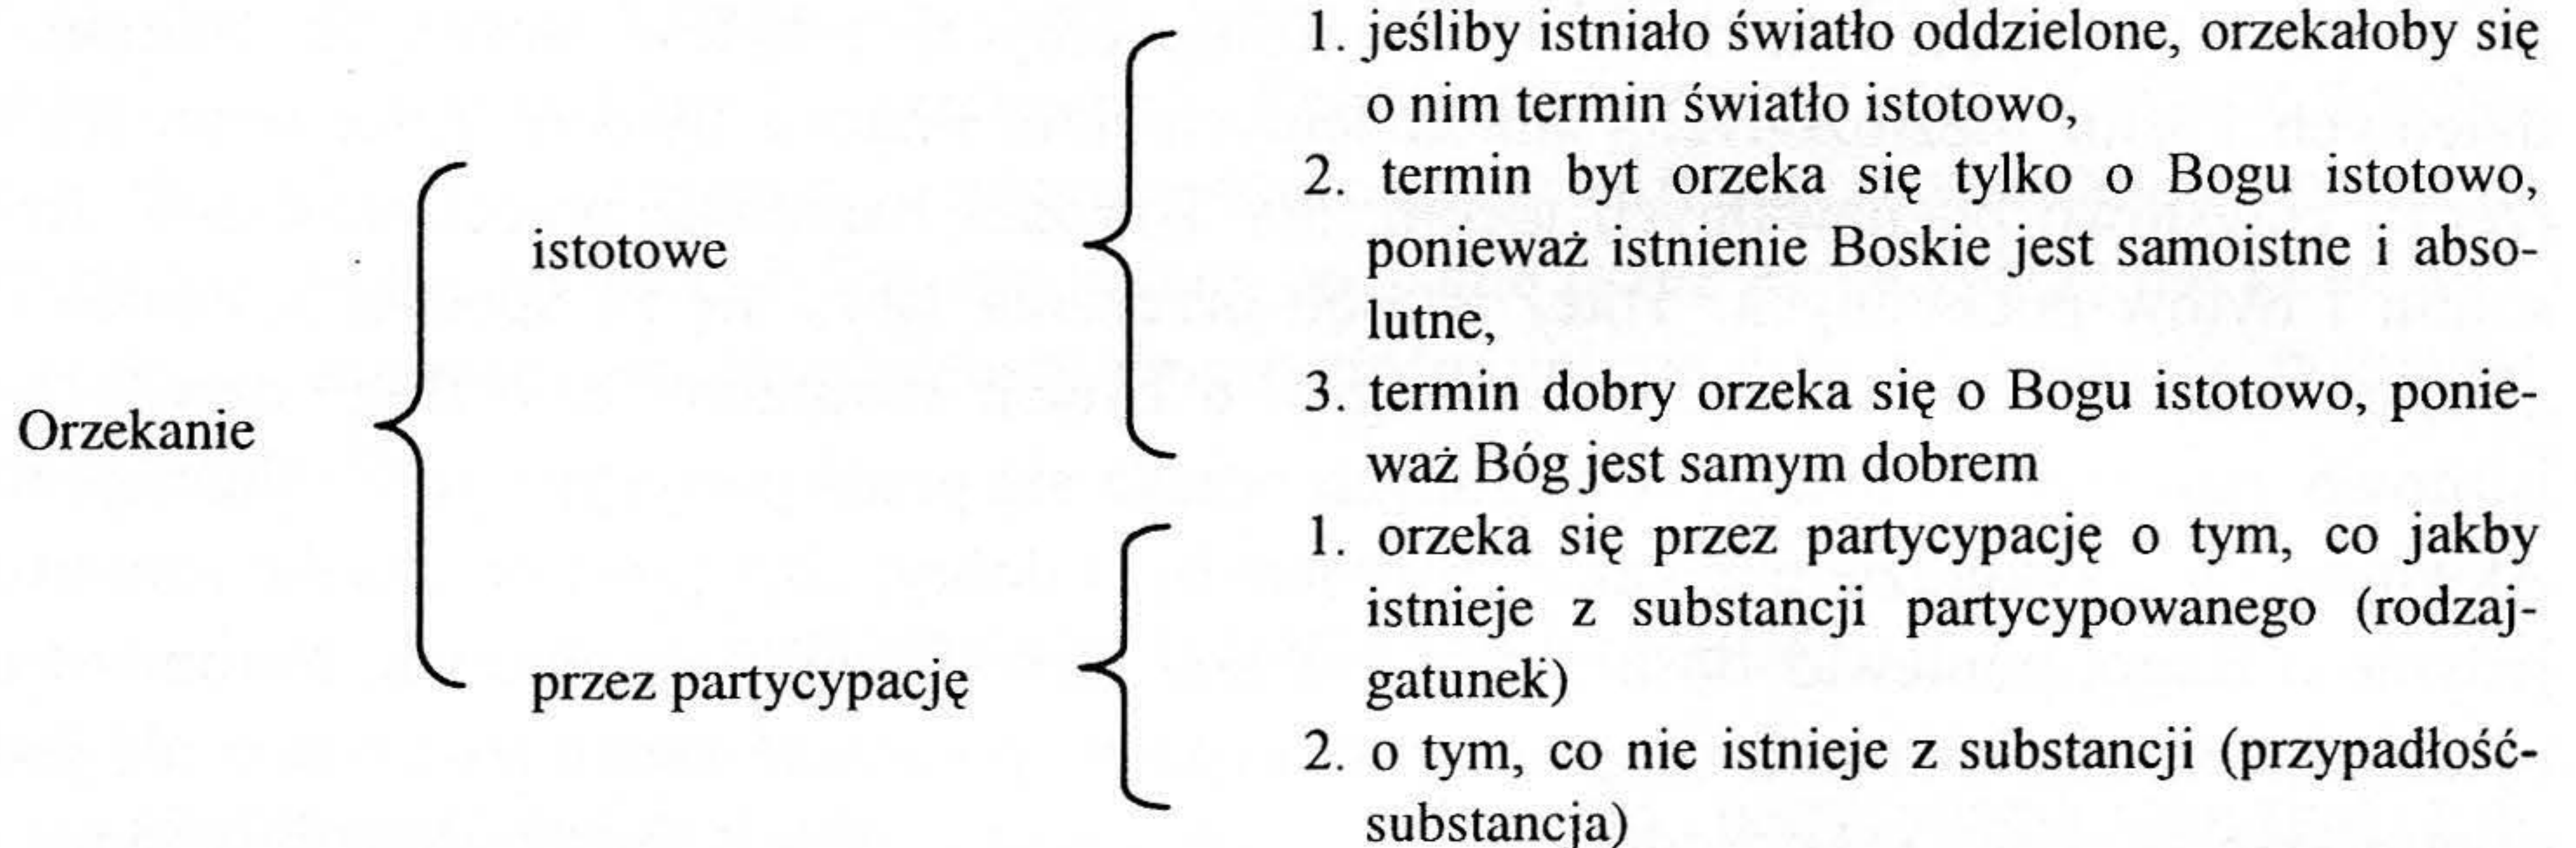 1. jeśliby istniało światło oddzielone, orzekałoby się
o nim termin światło istotowo,
2. termin byt orzeka się tylko o Bogu istotowo,
istotowe
ponieważ istnienie Boskie jest samoistne i abso-
lutne,
3. termin dobry orzeka się o Bogu istotowo, ponie-
Orzekanie
waż Bóg jest samym dobrem
1. orzeka się przez partycypację o tym, co jakby
istnieje z substancji partycypowanego (rodzaj-
gatunek)
przez partycypację
2. o tym, co nie istnieje z substancji (przypadłość-
substancja)